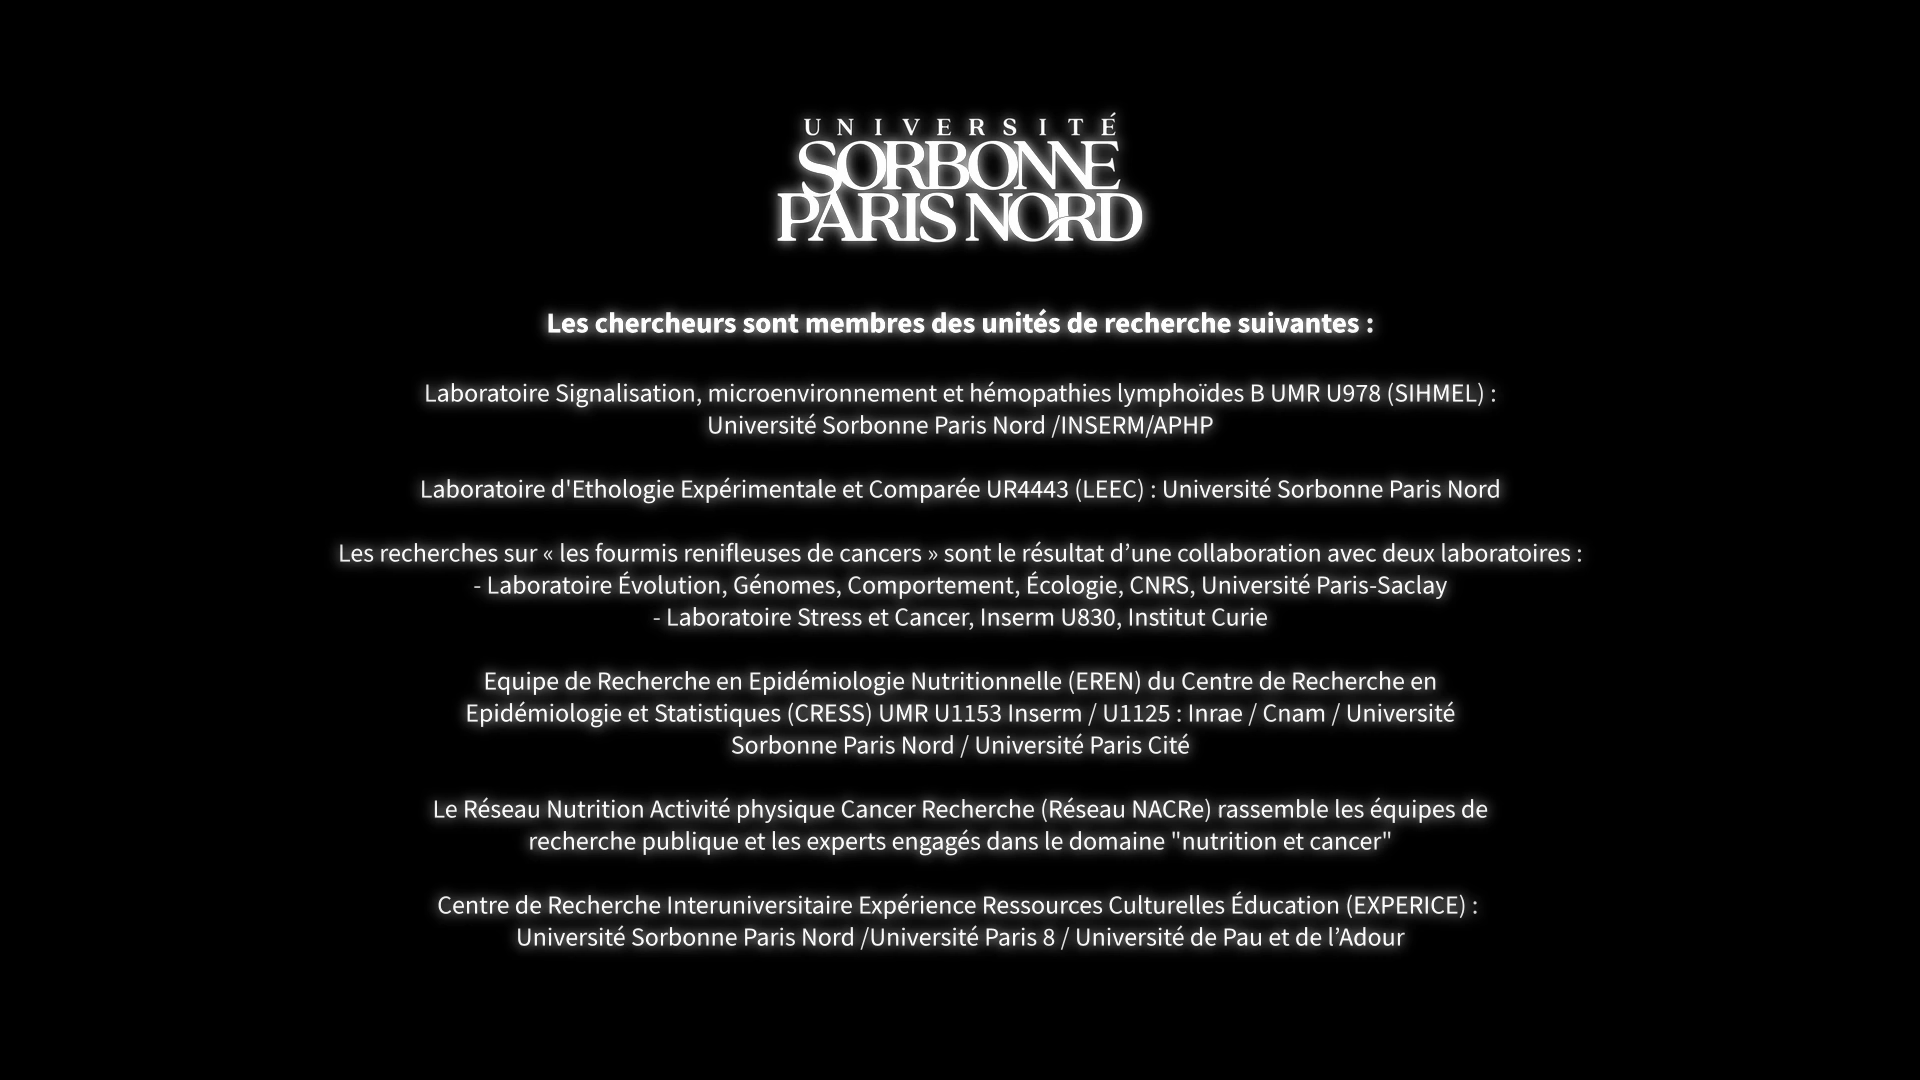 UNIVERSITÉ
SORBONNE
PARIS NORD
Les chercheurs sont membres des unités de recherche suivantes :
Laboratoire Signalisation, microenvironnement et hémopathies lymphoïdes B UMR U978 (SIHMEL) :
Université Sorbonne Paris Nord /INSERM/APHP
Laboratoire d'Ethologie Expérimentale et Comparée UR4443 (LEEC) : Université Sorbonne Paris Nord
Les recherches sur « les fourmis renifleuses de cancers » sont le résultat d’une collaboration avec deux laboratoires :
- Laboratoire Évolution, Génomes, Comportement, Écologie, CNRS, Université Paris-Saclay
- Laboratoire Stress et Cancer, Inserm U830, Institut Curie
Equipe de Recherche en Epidémiologie Nutritionnelle (EREN) du Centre de Recherche en
Epidémiologie et Statistiques (CRESS) UMR U1153 Inserm / U1125 : Inrae / Cnam / Université
Sorbonne Paris Nord / Université Paris Cité
Le Réseau Nutrition Activité physique Cancer Recherche (Réseau NACRe) rassemble les équipes de
recherche publique et les experts engagés dans le domaine "nutrition et cancer"
Centre de Recherche Interuniversitaire Expérience Ressources Culturelles Éducation (EXPERICE) :
Université Sorbonne Paris Nord /Université Paris 8 / Université de Pau et de l’Adour